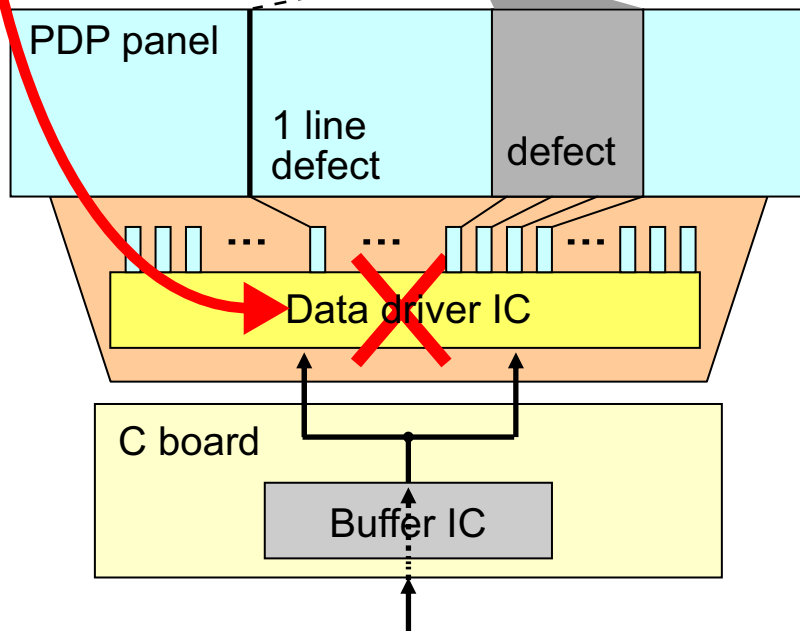 PDP panel
1 line
defect
defect
... ... ...
Data driver IC
C board
Buffer IC